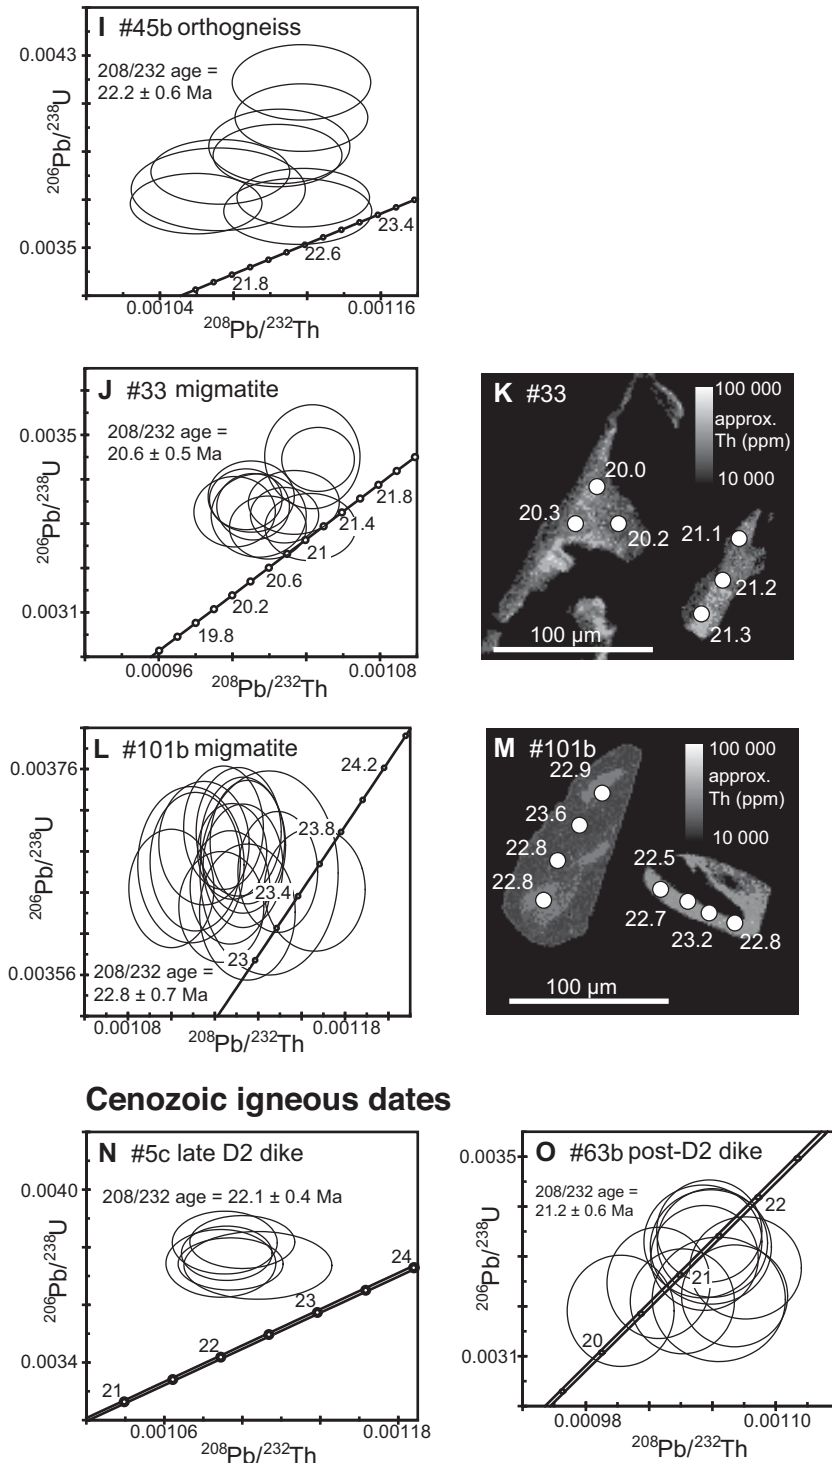 I #45b orthogneiss
0.0043
208/232 age =
22.2 ± 0.6 Ma
206Pb/238U
23.4
0.0035
22.6
21.8
0.00104
0.00116
208Pb/232Th
J #33 migmatite
0.0035
208/232 age =
20.6 ± 0.5 Ma
206Pb/238U
21.8
21.4
21
20.6
0.0031
20.2
19.8
0.00096
0.00108
208Pb/232Th
K #33
100 000
approx.
Th (ppm)
10 000
20.0
20.3
20.2
21.1
21.2
21.3
100 μm
L #101b migmatite
0.00376
24.2
23.8
206Pb/238U
23.4
23
0.00356
208/232 age =
22.8 ± 0.7 Ma
0.00108
0.00118
208Pb/232Th
M #101b
100 000
approx.
Th (ppm)
10 000
22.9
23.6
22.8
22.8
22.5
22.7
23.2
22.8
100 μm
Cenozoic igneous dates
N #5c late D2 dike
0.0040
208/232 age = 22.1 ± 0.4 Ma
206Pb/238U
24
23
22
0.0034
21
0.00106
0.00118
208Pb/232Th
O #63b post-D2 dike
0.0035
208/232 age =
21.2 ± 0.6 Ma
22
206Pb/238U
21
20
0.0031
0.00098
0.00110
208Pb/232Th